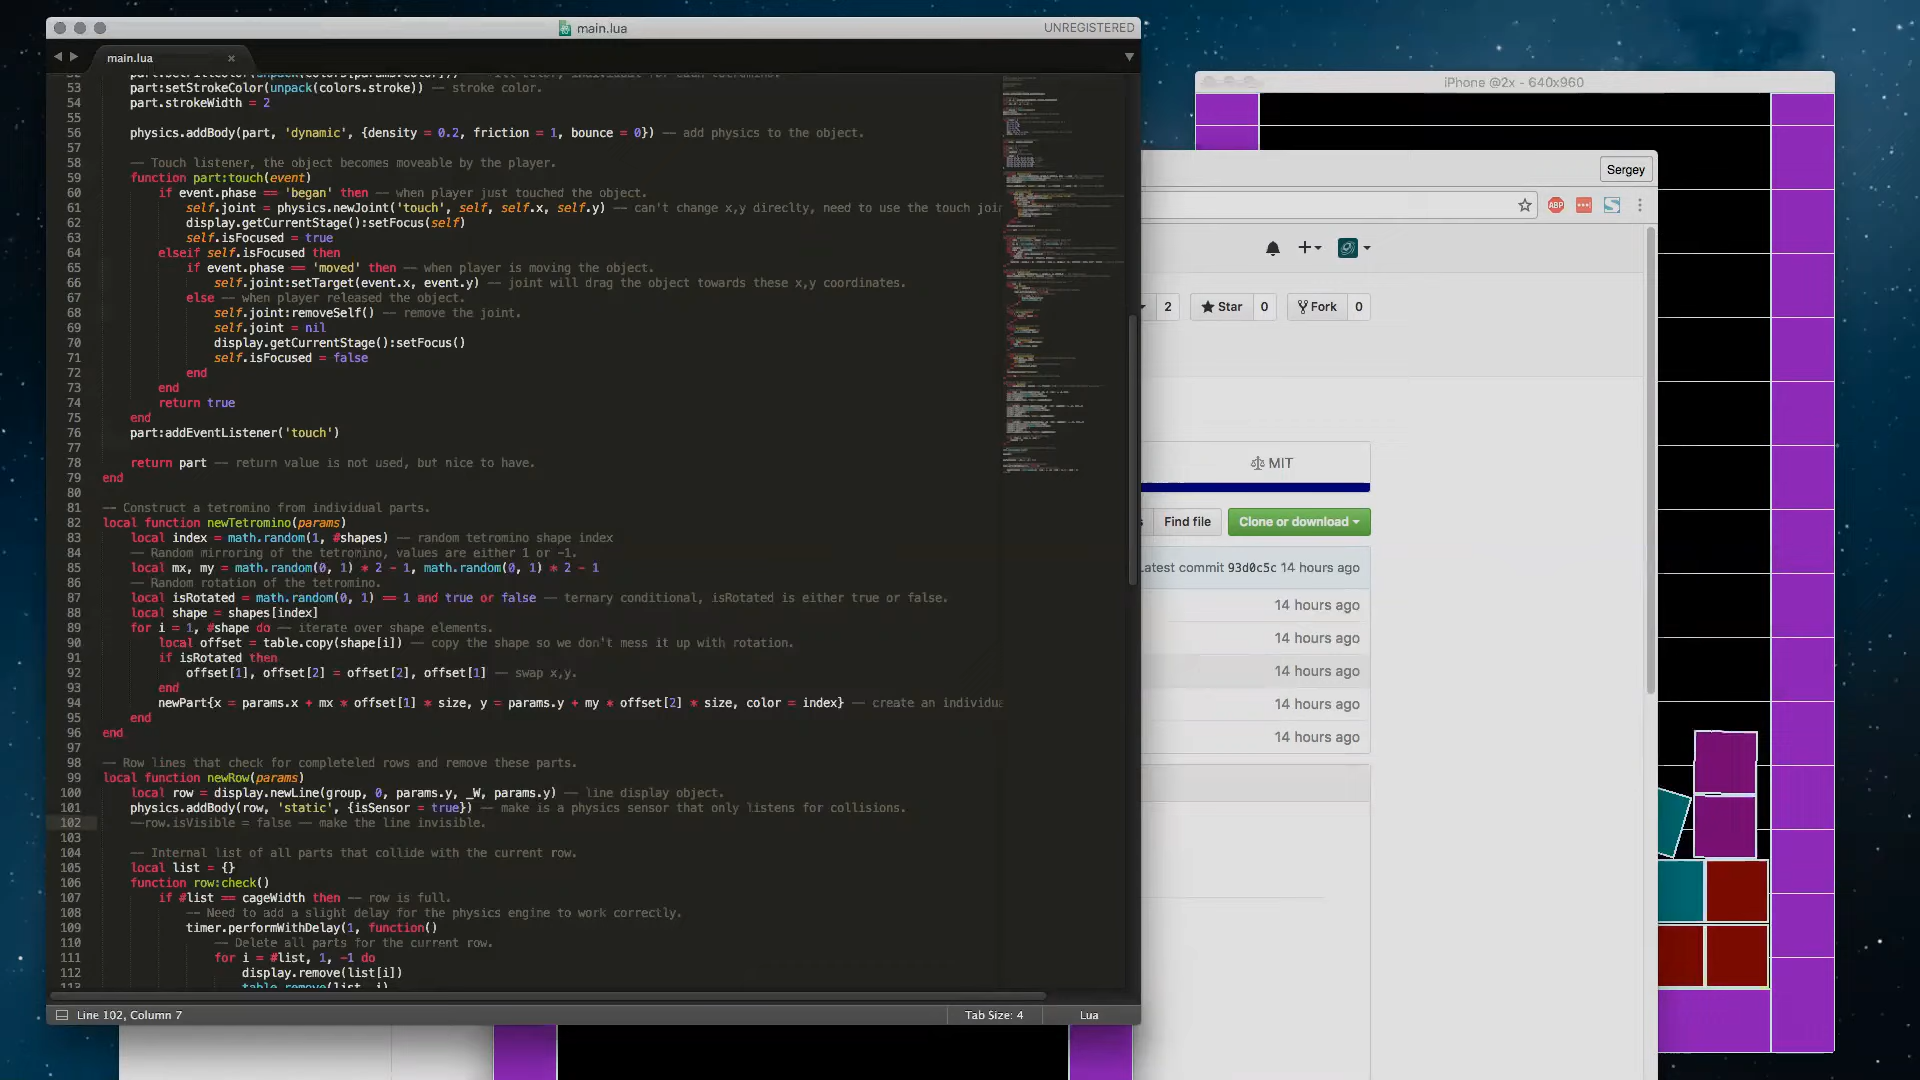 main.lua
UNREGISTERED
main.lua
53 part:setStrokeColor(unpack(colors.stroke)) -- stroke color.
54 part.strokeWidth = 2
55
56 physics.addBody(part, 'dynamic', {density = 0.2, friction = 1, bounce = 0}) -- add physics to the object.
57
58 -- Touch listener, the object becomes moveable by the player.
59 function part:touch(event)
60 if event.phase == 'began' then -- when player just touched the object.
61 self.joint = physics.newJoint('touch', self, self.x, self.y) -- can't change x,y direclty, need to use the touch join
62 display.getCurrentStage():setFocus(self)
63 self.isFocused = true
64 elseif self.isFocused then
65 if event.phase == 'moved' then -- when player is moving the object.
66 self.joint:setTarget(event.x, event.y) -- joint will drag the object towards these x,y coordinates.
67 else -- when player released the object.
68 self.joint:removeSelf() -- remove the joint.
69 self.joint = nil
70 display.getCurrentStage():setFocus()
71 self.isFocused = false
72 end
73 end
74 return true
75 end
76 part:addEventListener('touch')
77
78 return part -- return value is not used, but nice to have.
79 end
80
81 -- Construct a tetromino from individual parts.
82 local function newTetromino(params)
83 local index = math.random(1, #shapes) -- random tetromino shape index
84 -- Random mirroring of the tetromino, values are either 1 or -1.
85 local mx, my = math.random(0, 1) * 2 - 1, math.random(0, 1) * 2 - 1
86 -- Random rotation of the tetromino.
87 local isRotated = math.random(0, 1) == 1 and true or false -- ternary conditional, isRotated is either true or false.
88 local shape = shapes[index]
89 for i = 1, #shape do -- iterate over shape elements.
90 local offset = table.copy(shape[i]) -- copy the shape so we don't mess it up with rotation.
91 if isRotated then
92 offset[1], offset[2] = offset[2], offset[1] -- swap x,y.
93 end
94 newPart{x = params.x + mx * offset[1] * size, y = params.y + my * offset[2] * size, color = index} -- create an individua
95 end
96 end
97
98 -- Row lines that check for completeled rows and remove these parts.
99 local function newRow(params)
100 local row = display.newLine(group, 0, params.y, _W, params.y) -- line display object.
101 physics.addBody(row, 'static', {isSensor = true}) -- make is a physics sensor that only listens for collisions.
102 --row.isVisible = false -- make the line invisible.
103
104 -- Internal list of all parts that collide with the current row.
105 local list = {}
106 function row:check()
107 if #list == cageWidth then -- row is full.
108 -- Need to add a slight delay for the physics engine to work correctly.
109 timer.performWithDelay(1, function()
110 -- Delete all parts for the current row.
111 for i = #list, 1, -1 do
112 display.remove(list[i])
113 table.remove(list, i)
Line 102, Column 7
Tab Size: 4
Lua
iPhone @2x - 640x960
Sergey
ABP
2 Star 0 Fork 0
MIT
Find file Clone or download
Latest commit 93d0c5c 14 hours ago
14 hours ago
14 hours ago
14 hours ago
14 hours ago
14 hours ago